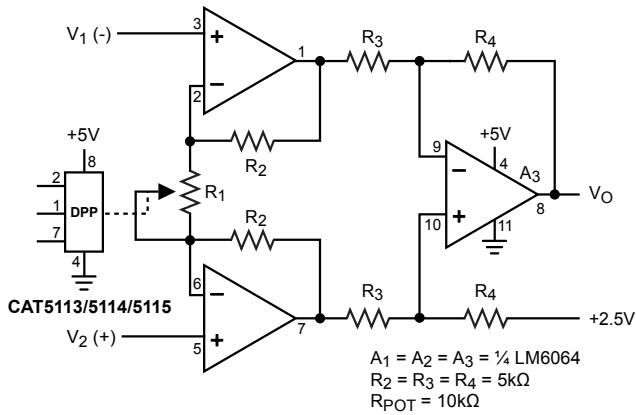 V1 (-)
3
+
1
R3
R4
−
2
R2
+5V
8
+5V
9
4
A3
2
R1
−
1
DPP
VO
8
7
R2
+
10
11
4
6
−
R3
R4
CAT5113/5114/5115
7
+2.5V
V2 (+)
5
+
A1 = A2 = A3 = ¼ LM6064
R2 = R3 = R4 = 5kΩ
RPOT = 10kΩ